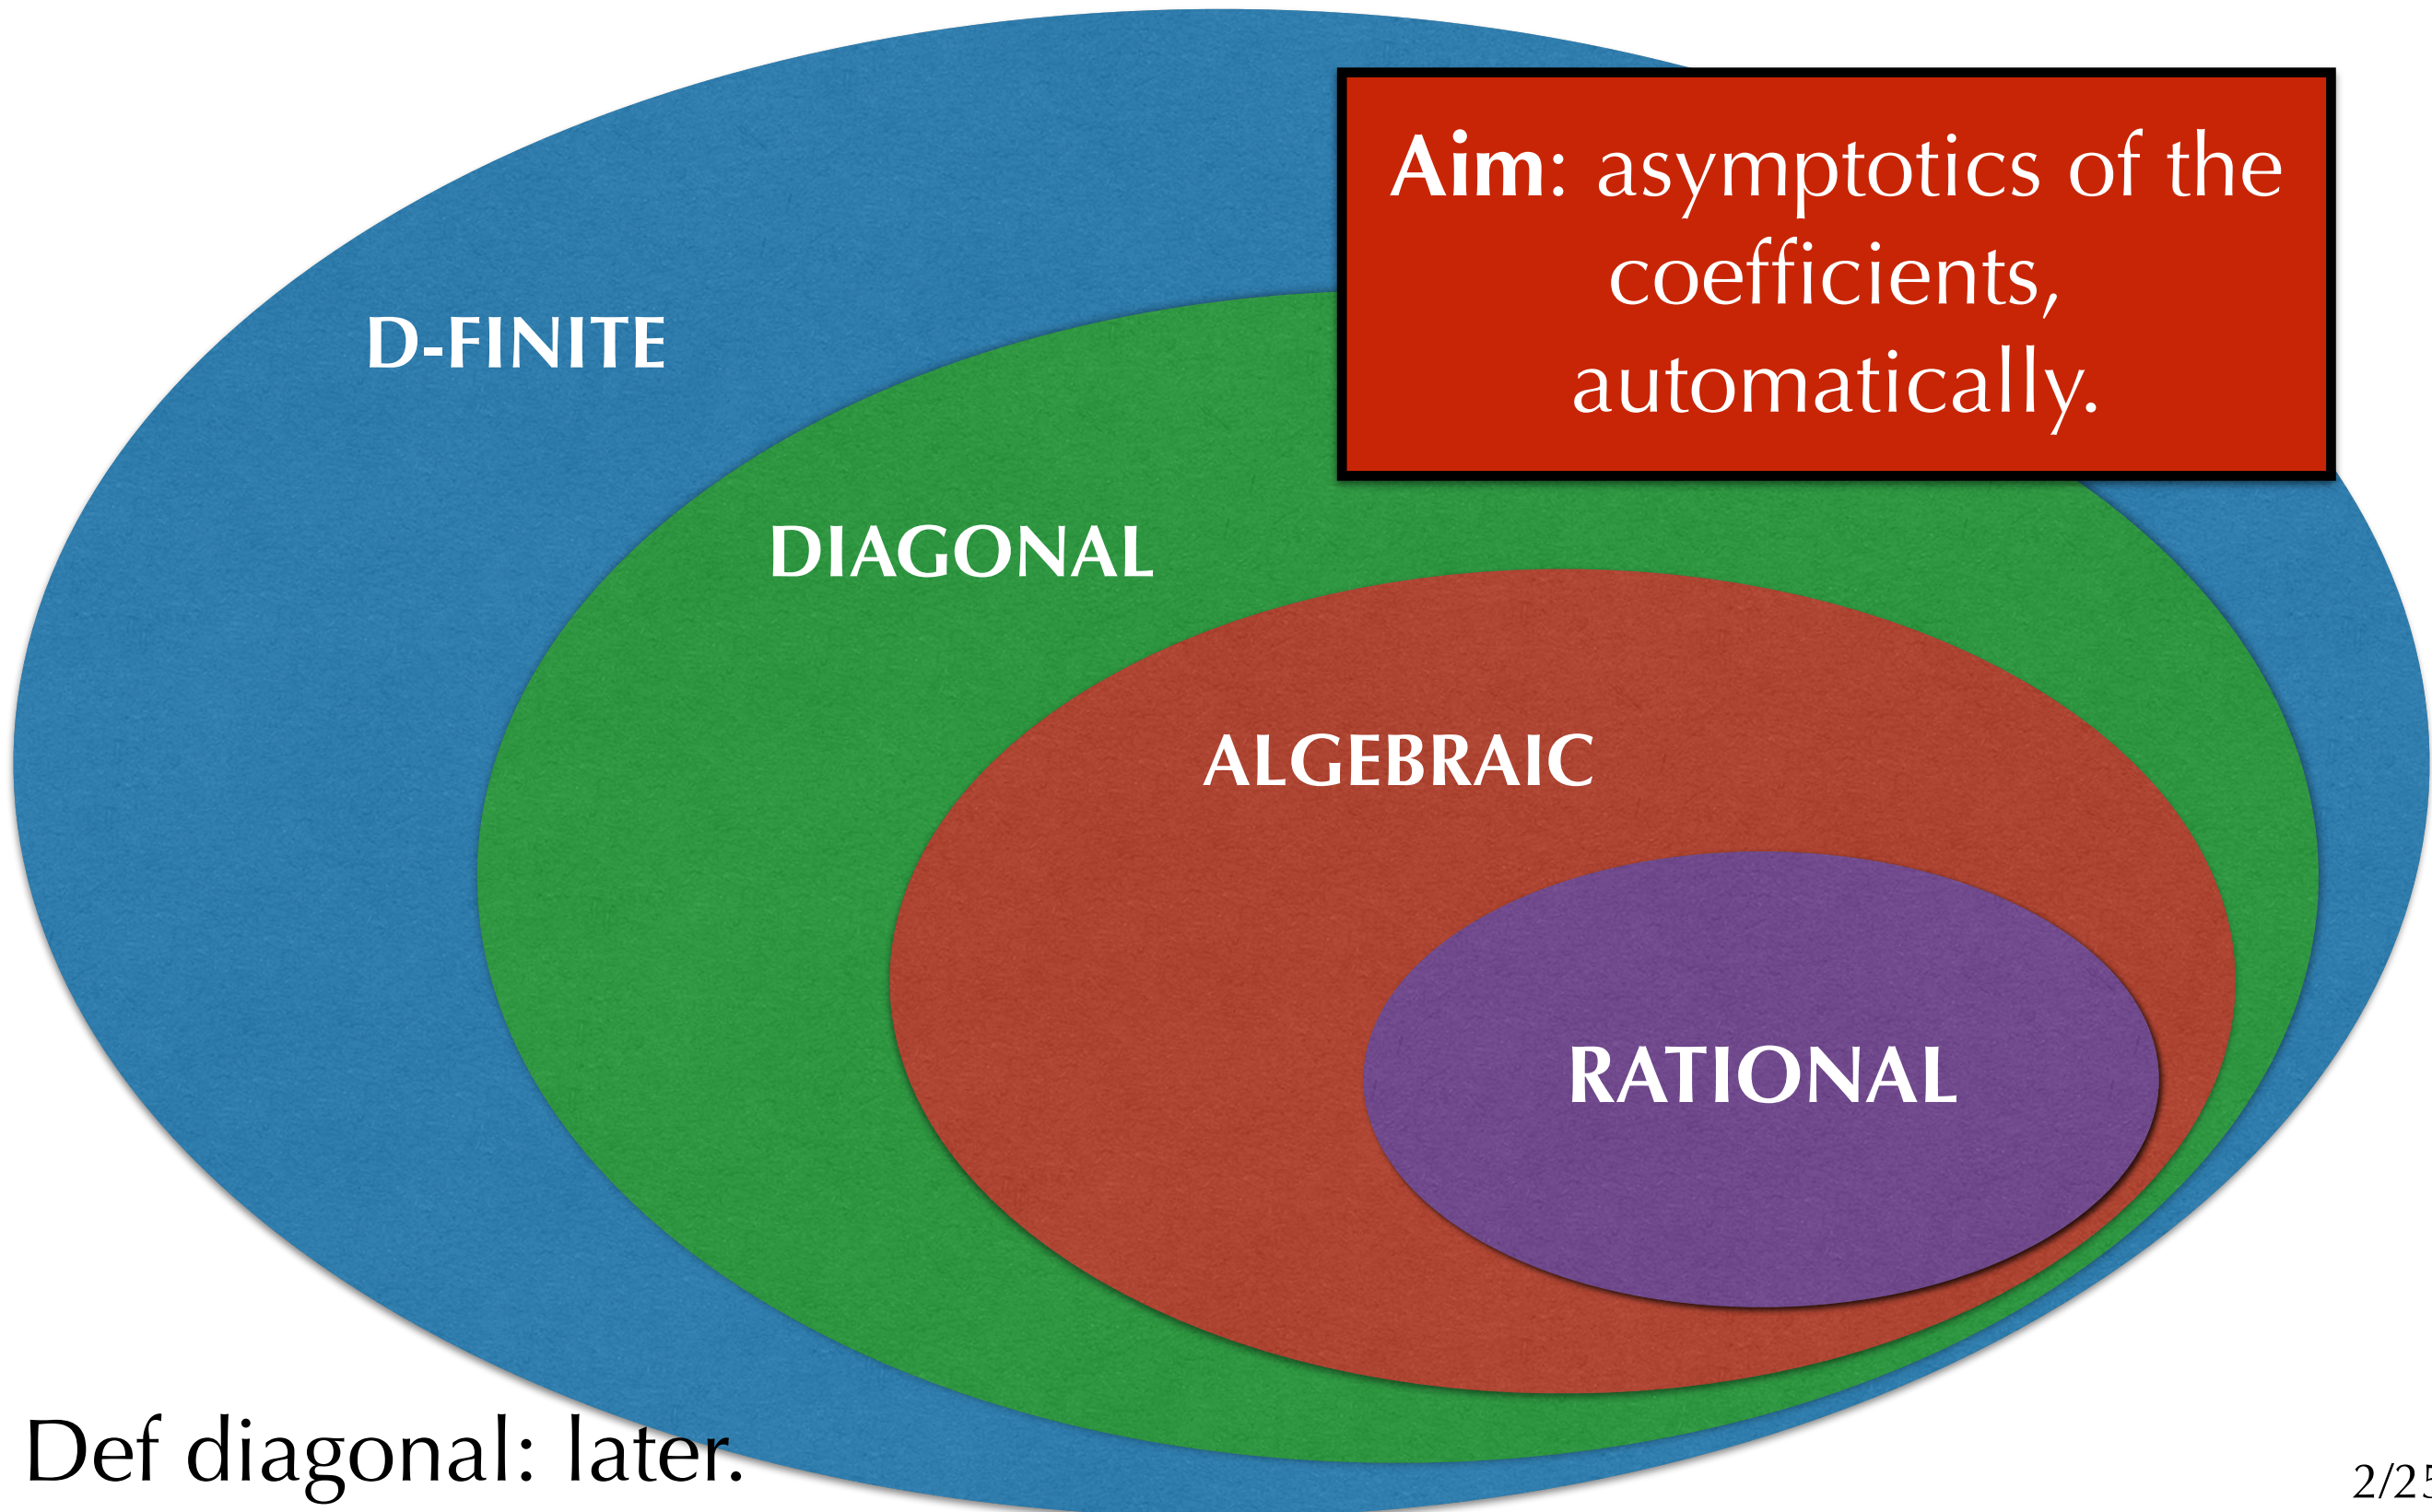 Aim: asymptotics of the
coefficients,
automatically.
D-FINITE
DIAGONAL
ALGEBRAIC
RATIONAL
Def diagonal: later.
2/25